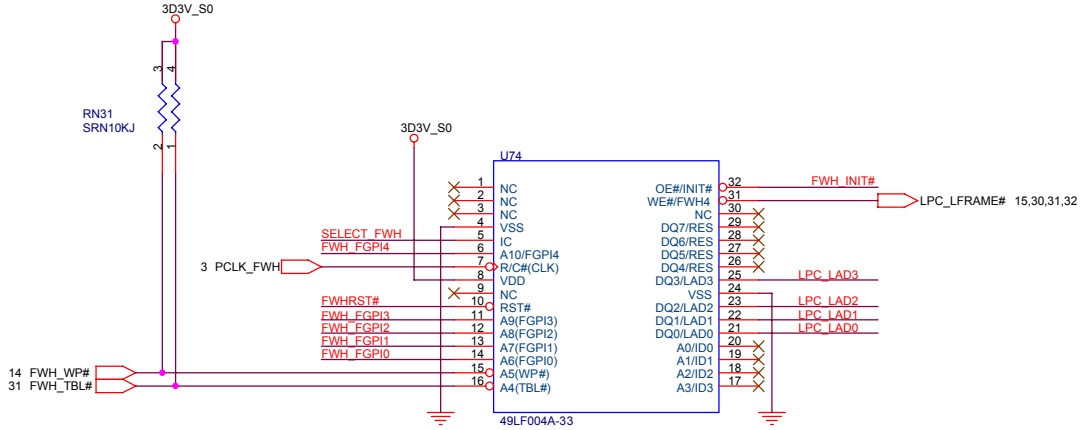 3D3V_S0
3
4
RN31
SRN10KJ
2
1
3D3V_S0
U74
1 NC
2 NC
3 NC
4 VSS
SELECT_FWH 5 IC
FWH_FGPI4 6 A10/FGPI4
3 PCLK_FWH 7 R/C#(CLK)
8 VDD
9 NC
FWHRST# 10 RST#
FWH_FGPI3 11 A9(FGPI3)
FWH_FGPI2 12 A8(FGPI2)
FWH_FGPI1 13 A7(FGPI1)
FWH_FGPI0 14 A6(FGPI0)
14 FWH_WP# 15 A5(WP#)
31 FWH_TBL# 16 A4(TBL#)
OE#/INIT# 32 FWH_INIT#
WE#/FWH4 31 LPC_LFRAME# 15,30,31,32
NC 30
DQ7/RES 29
DQ6/RES 28
DQ5/RES 27
DQ4/RES 26
DQ3/LAD3 25 LPC_LAD3
VSS 24
DQ2/LAD2 23 LPC_LAD2
DQ1/LAD1 22 LPC_LAD1
DQ0/LAD0 21 LPC_LAD0
A0/ID0 20
A1/ID1 19
A2/ID2 18
A3/ID3 17
49LF004A-33